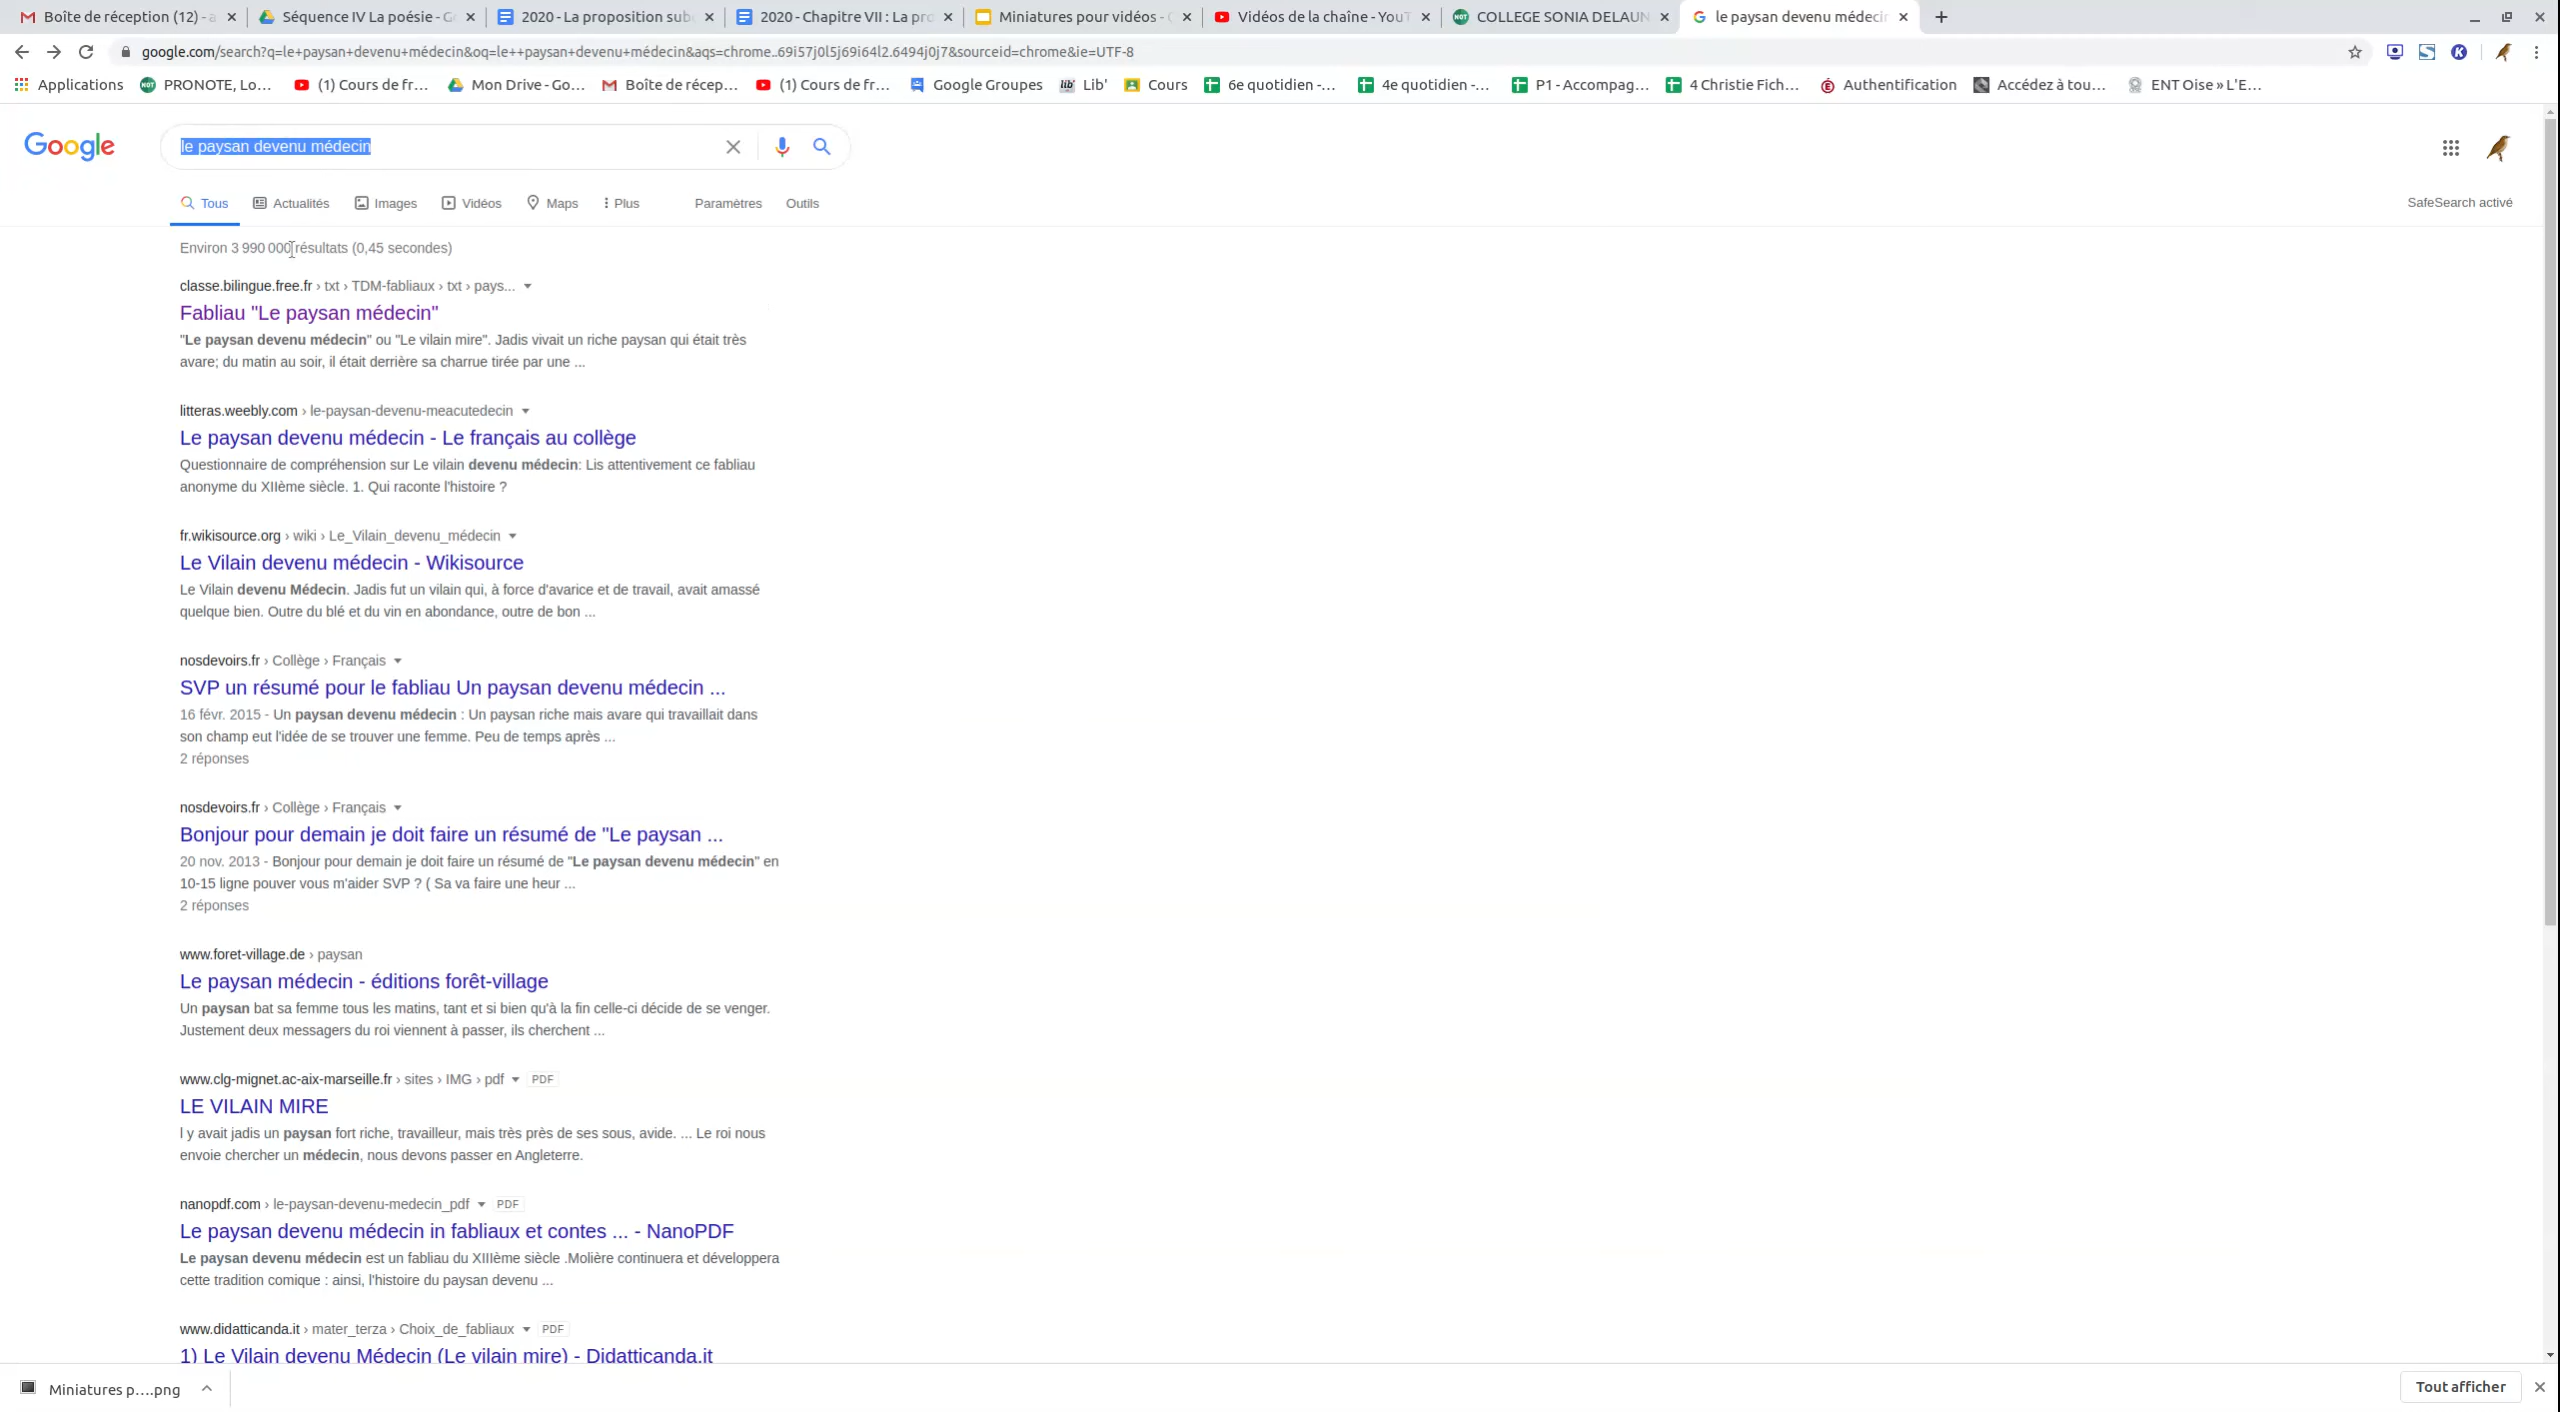 Boîte de réception (12) - a
Séquence IV La poésie - Go
2020 - La proposition sub
2020 - Chapitre VII : La pro
Miniatures pour vidéos -
Vidéos de la chaîne - YouT
COLLEGE SONIA DELAUN
le paysan devenu médecin
google.com/search?q=le+paysan+devenu+médecin&oq=le++paysan+devenu+médecin&aqs=chrome..69i57j0l5j69i64l2.6494j0j7&sourceid=chrome&ie=UTF-8
Applications
PRONOTE, Lo...
(1) Cours de fr...
Mon Drive - Go...
Boîte de récep...
(1) Cours de fr...
Google Groupes
Lib'
Cours
6e quotidien -...
4e quotidien -...
P1 - Accompag...
4 Christie Fich...
Authentification
Accédez à tou...
ENT Oise » L'E...
Google
le paysan devenu médecin
Tous
Actualités
Images
Vidéos
Maps
Plus
Paramètres
Outils
SafeSearch activé
Environ 3 990 000 résultats (0,45 secondes)
classe.bilingue.free.fr › txt › TDM-fabliaux › txt › pays...
Fabliau "Le paysan médecin"
"Le paysan devenu médecin" ou "Le vilain mire". Jadis vivait un riche paysan qui était très
avare; du matin au soir, il était derrière sa charrue tirée par une ...
litteras.weebly.com › le-paysan-devenu-meacutedecin
Le paysan devenu médecin - Le français au collège
Questionnaire de compréhension sur Le vilain devenu médecin: Lis attentivement ce fabliau
anonyme du XIIème siècle. 1. Qui raconte l'histoire ?
fr.wikisource.org › wiki › Le_Vilain_devenu_médecin
Le Vilain devenu médecin - Wikisource
Le Vilain devenu Médecin. Jadis fut un vilain qui, à force d'avarice et de travail, avait amassé
quelque bien. Outre du blé et du vin en abondance, outre de bon ...
nosdevoirs.fr › Collège › Français
SVP un résumé pour le fabliau Un paysan devenu médecin ...
16 févr. 2015 - Un paysan devenu médecin : Un paysan riche mais avare qui travaillait dans
son champ eut l'idée de se trouver une femme. Peu de temps après ...
2 réponses
nosdevoirs.fr › Collège › Français
Bonjour pour demain je doit faire un résumé de "Le paysan ...
20 nov. 2013 - Bonjour pour demain je doit faire un résumé de "Le paysan devenu médecin" en
10-15 ligne pouver vous m'aider SVP ? ( Sa va faire une heur ...
2 réponses
www.foret-village.de › paysan
Le paysan médecin - éditions forêt-village
Un paysan bat sa femme tous les matins, tant et si bien qu'à la fin celle-ci décide de se venger.
Justement deux messagers du roi viennent à passer, ils cherchent ...
www.clg-mignet.ac-aix-marseille.fr › sites › IMG › pdf PDF
LE VILAIN MIRE
l y avait jadis un paysan fort riche, travailleur, mais très près de ses sous, avide. ... Le roi nous
envoie chercher un médecin, nous devons passer en Angleterre.
nanopdf.com › le-paysan-devenu-medecin_pdf PDF
Le paysan devenu médecin in fabliaux et contes ... - NanoPDF
Le paysan devenu médecin est un fabliau du XIIIème siècle .Molière continuera et développera
cette tradition comique : ainsi, l'histoire du paysan devenu ...
www.didatticanda.it › mater_terza › Choix_de_fabliaux PDF
1) Le Vilain devenu Médecin (Le vilain mire) - Didatticanda.it
Miniatures p....png
Tout afficher